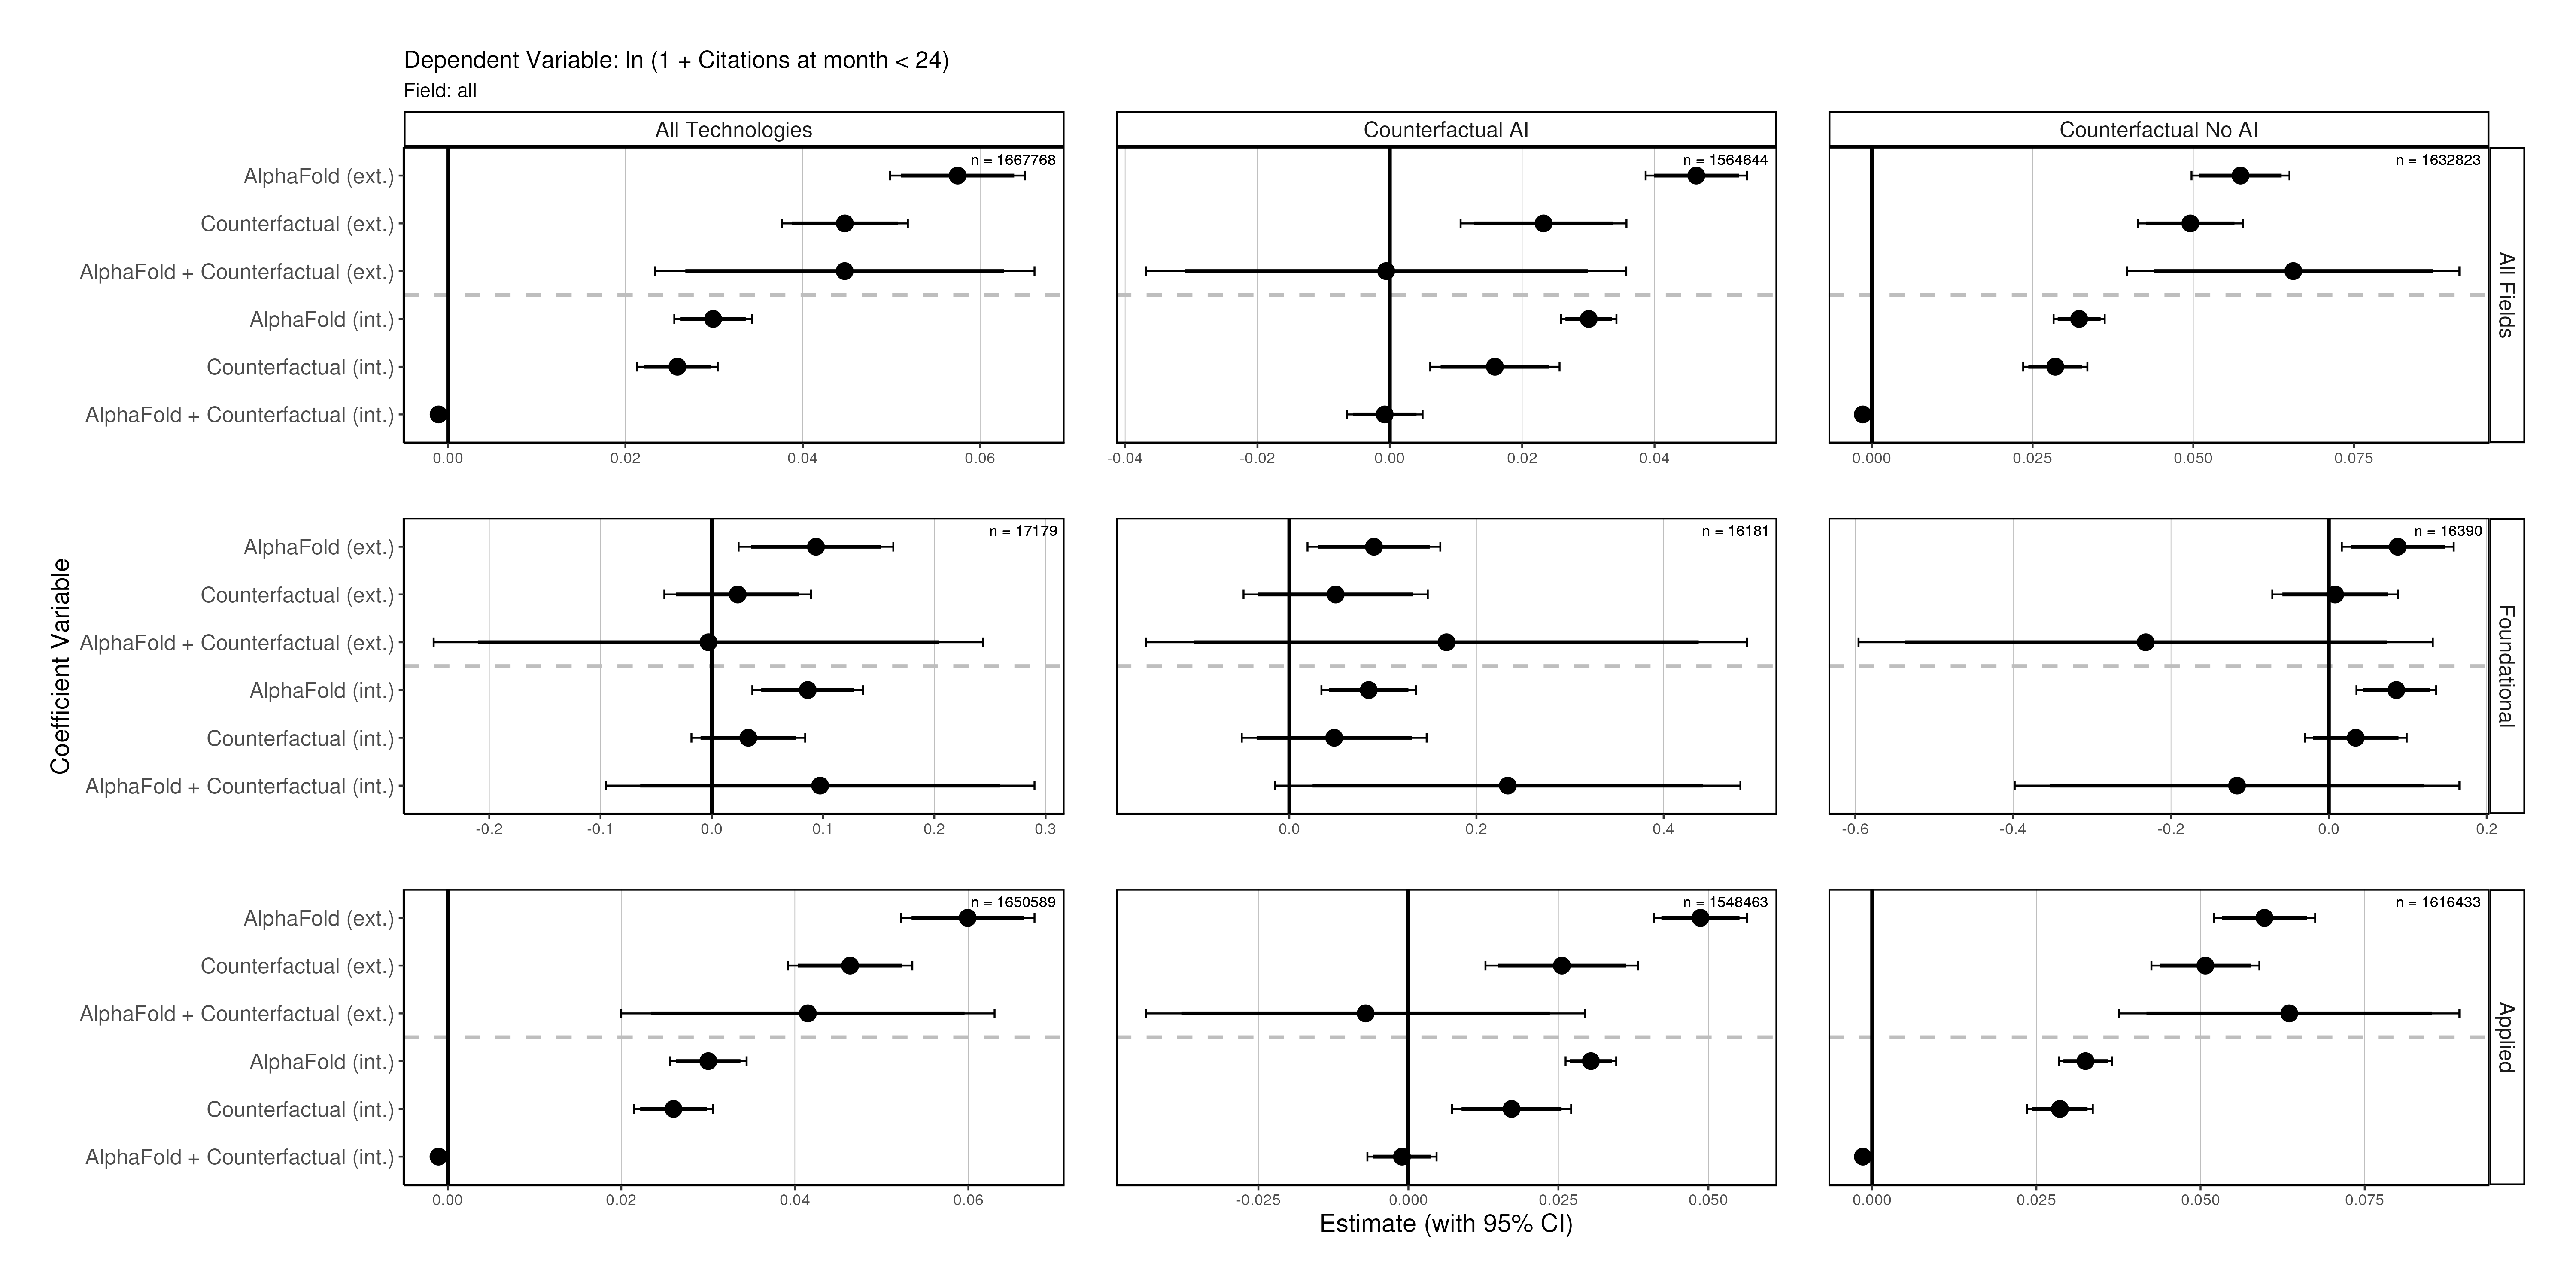 Dependent Variable: ln (1 + Citations at month < 24)
Field: all
All Technologies
Counterfactual AI
Counterfactual No AI
AlphaFold (ext.)
Counterfactual (ext.)
AlphaFold + Counterfactual (ext.)
AlphaFold (int.)
Counterfactual (int.)
AlphaFold + Counterfactual (int.)
n = 1667768
n = 1564644
n = 1632823
All Fields
0.00 0.02 0.04 0.06
-0.04 -0.02 0.00 0.02 0.04
0.000 0.025 0.050 0.075
Coefficient Variable
AlphaFold (ext.)
Counterfactual (ext.)
AlphaFold + Counterfactual (ext.)
AlphaFold (int.)
Counterfactual (int.)
AlphaFold + Counterfactual (int.)
n = 17179
n = 16181
n = 16390
Foundational
-0.2 -0.1 0.0 0.1 0.2 0.3
0.0 0.2 0.4
-0.6 -0.4 -0.2 0.0 0.2
AlphaFold (ext.)
Counterfactual (ext.)
AlphaFold + Counterfactual (ext.)
AlphaFold (int.)
Counterfactual (int.)
AlphaFold + Counterfactual (int.)
n = 1650589
n = 1548463
n = 1616433
Applied
0.00 0.02 0.04 0.06
-0.025 0.000 0.025 0.050
0.000 0.025 0.050 0.075
Estimate (with 95% CI)